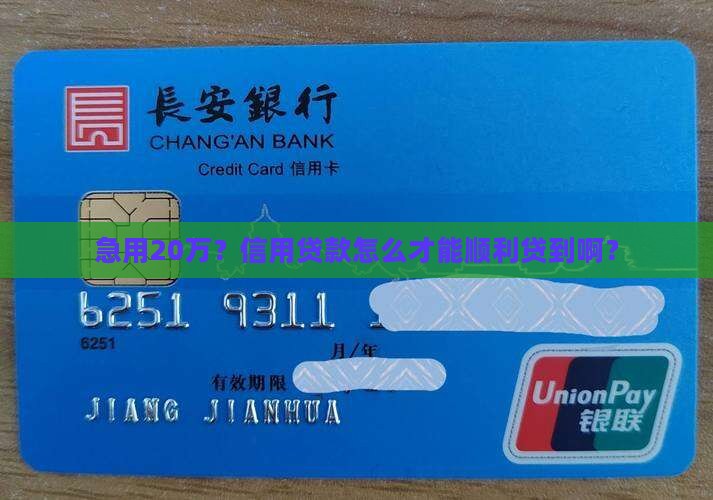 長安銀行
CHANG'AN BANK
Credit Card 信用卡
急用20万？信用贷款怎么才能顺利贷到啊？
6251 9311 1
6251
月/年
有效期限
JIANG JIANHUA
UnionPay
银联